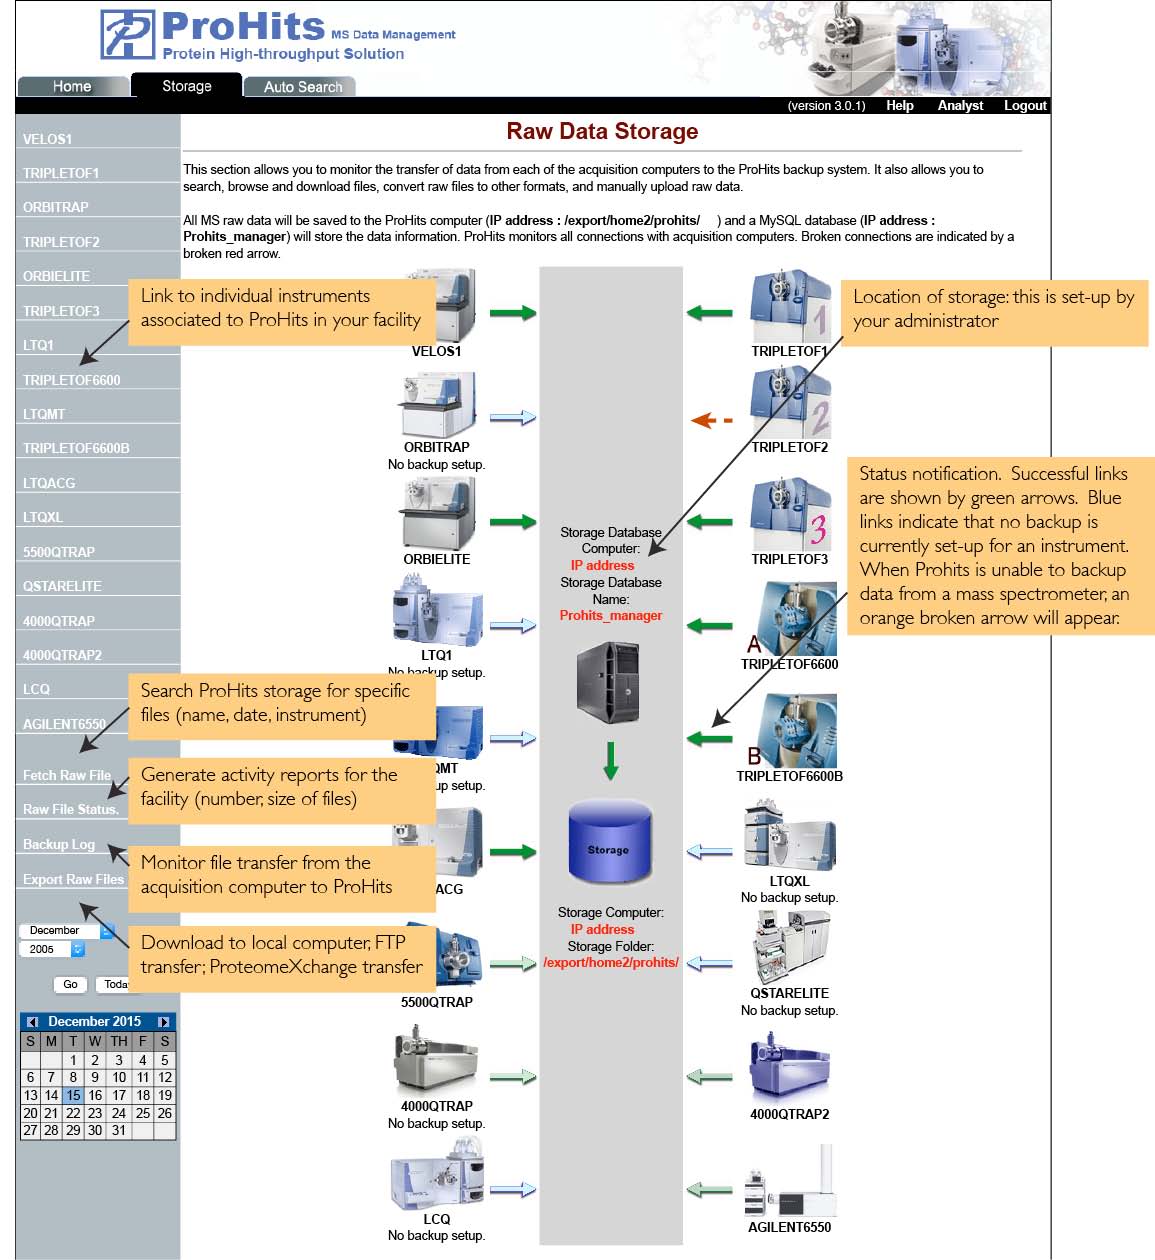 ProHits MS Data Management
Protein High-throughput Solution
Home
Storage
Auto Search
(version 3.0.1) Help Analyst Logout
VELOS1
TRIPLETOF1
ORBITRAP
TRIPLETOF2
ORBIELITE
TRIPLETOF3
LTQ1
TRIPLETOF6600
LTQMT
TRIPLETOF6600B
LTQACG
LTQXL
5500QTRAP
QSTARELITE
4000QTRAP
4000QTRAP2
LCQ
AGILENT6550
Fetch Raw File
Raw File Status.
Backup Log
Export Raw Files
December
2005
Go
Today
December 2015
S M T W TH F S
1 2 3 4 5
6 7 8 9 10 11 12
13 14 15 16 17 18 19
20 21 22 23 24 25 26
27 28 29 30 31
Raw Data Storage
This section allows you to monitor the transfer of data from each of the acquisition computers to the ProHits backup system. It also allows you to
search, browse and download files, convert raw files to other formats, and manually upload raw data.
All MS raw data will be saved to the ProHits computer (IP address : /export/home2/prohits/ ) and a MySQL database (IP address :
Prohits_manager) will store the data information. ProHits monitors all connections with acquisition computers. Broken connections are indicated by a
broken red arrow.
Link to individual instruments
associated to ProHits in your facility
Search ProHits storage for specific
files (name, date, instrument)
Generate activity reports for the
facility (number, size of files)
Monitor file transfer from the
acquisition computer to ProHits
Download to local computer, FTP
transfer; ProteomeXchange transfer
VELOS1
ORBITRAP
No backup setup.
ORBIELITE
LTQ1
No backup setup.
QMT
up setup.
ACG
5500QTRAP
4000QTRAP
No backup setup.
LCQ
No backup setup.
Storage Database
Computer:
IP address
Storage Database
Name:
Prohits_manager
Storage
Storage Computer:
IP address
Storage Folder:
/export/home2/prohits/
1
TRIPLETOF1
2
TRIPLETOF2
3
TRIPLETOF3
A
TRIPLETOF6600
B
TRIPLETOF6600B
LTQXL
No backup setup.
QSTARELITE
No backup setup.
4000QTRAP2
AGILENT6550
Location of storage: this is set-up by
your administrator
Status notification. Successful links
are shown by green arrows. Blue
links indicate that no backup is
currently set-up for an instrument.
When Prohits is unable to backup
data from a mass spectrometer, an
orange broken arrow will appear.